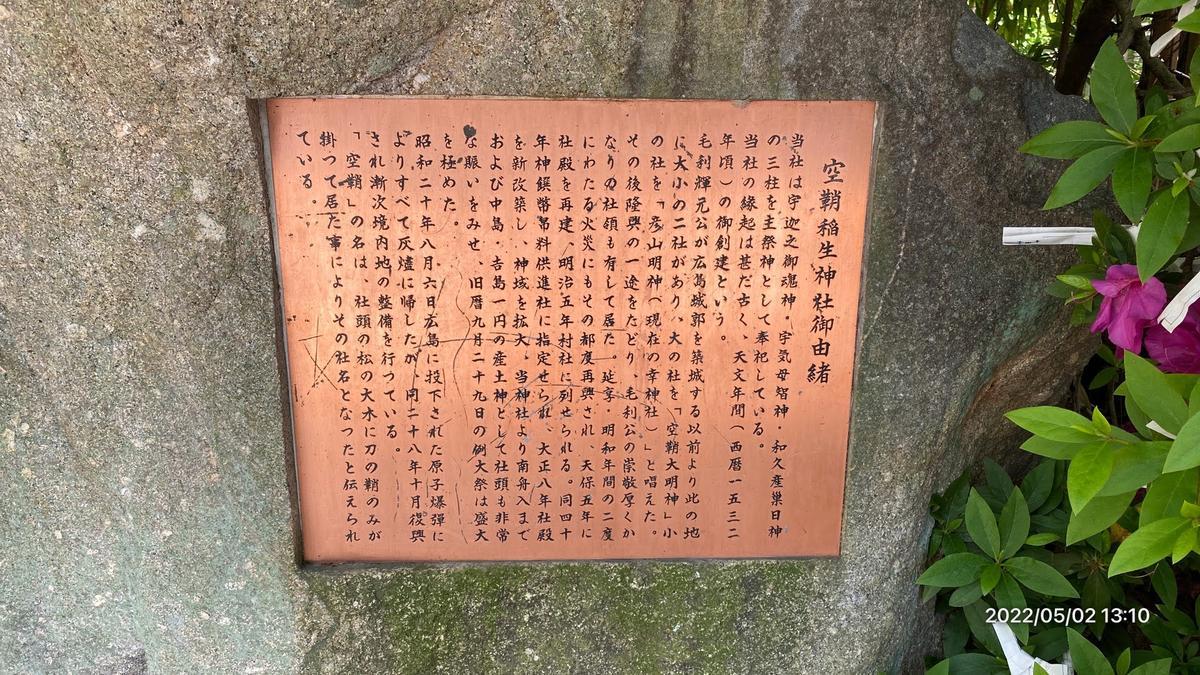 空鞘稲生神社御由緒
当社は宇迦之御魂神・宇気母智神・和久産巣日神
の三柱を主祭神として奉祀している。
当社の縁起は甚だ古く、天文年間(西暦一五三二
年頃)の御創建という。
毛利輝元公が広島城郭を築城する以前より此の地
に大小の二社があり、大の社を「空鞘大明神」小
の社を「彦山明神(現在の幸神社)」と唱えた。
その後隆興の一途をたどり、毛利公の崇敬厚くか
なりの社領も有して居た。延享・明和年間の二度
にわたる火災にもその都度再興され、天保五年に
社殿を再建、明治五年村社に列せられる。同四十
年神饌幣帛料供進社に指定せられ、大正八年社殿
を新改築し、神域を拡大、当神社より南舟入まで
および中島・吉島一円の産土神として社頭も非常
な賑いをみせ、旧暦九月二十九日の例大祭は盛大
を極めた。
昭和二十年八月六日広島に投下された原子爆弾に
よりすべて灰燼に帰したが、同二十八年十月復興
され漸次境内地の整備を行っている。
「空鞘」の名は、社頭の松の大木に刀の鞘のみが
掛つて居た事によりその社名となったと伝えられ
ている。
2022/05/02 13:10